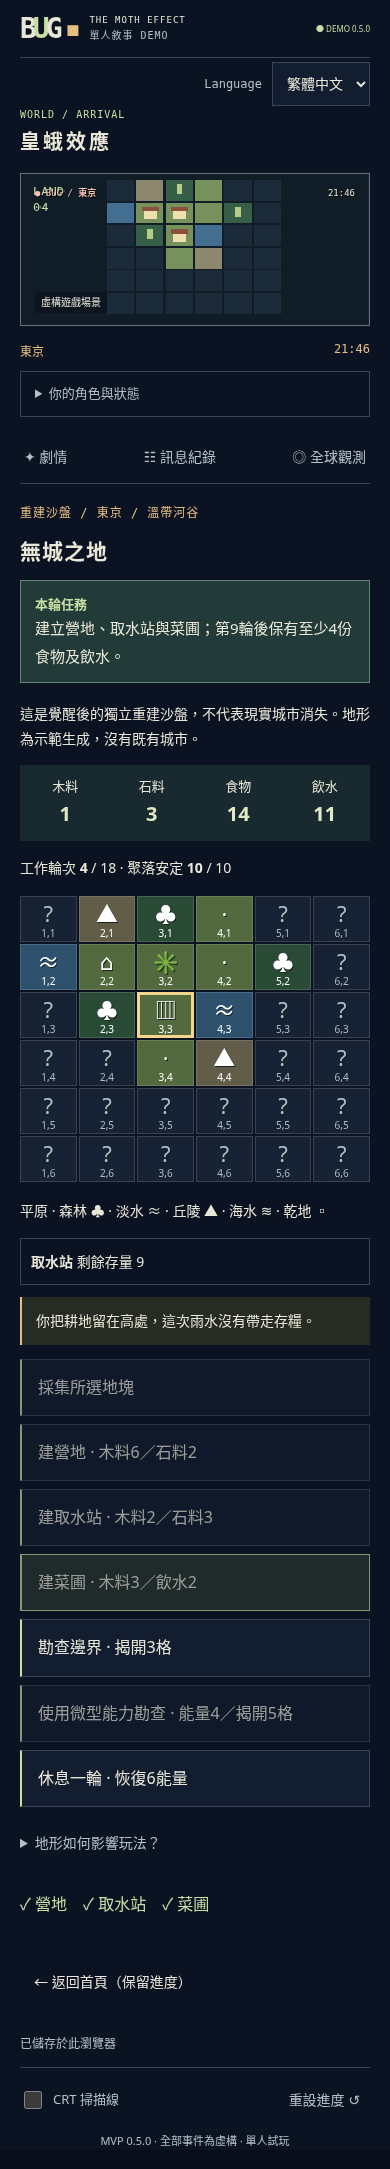 BUG
THE MOTH EFFECT
單人敘事 DEMO
● DEMO 0.5.0
Language 繁體中文
WORLD / ARRIVAL
皇蛾效應
/ 東京
21:46
04
虛構遊戲場景
東京 21:46
▶ 你的角色與狀態
✦ 劇情 ☷ 訊息紀錄 ◎ 全球觀測
重建沙盤 / 東京 / 溫帶河谷
無城之地
本輪任務
建立營地、取水站與菜圃；第9輪後保有至少4份
食物及飲水。
這是覺醒後的獨立重建沙盤，不代表現實城市消失。地形
為示範生成，沒有既有城市。
木料 石料 食物 飲水
1 3 14 11
工作輪次 4 / 18 · 聚落安定 10 / 10
? ▲ ♣ · ? ?
1,1 2,1 3,1 4,1 5,1 6,1
≈ ⌂ ✳ · ♣ ?
1,2 2,2 3,2 4,2 5,2 6,2
? ♣ ▥ ≈ ? ?
1,3 2,3 3,3 4,3 5,3 6,3
? ? · ▲ ? ?
1,4 2,4 3,4 4,4 5,4 6,4
? ? ? ? ? ?
1,5 2,5 3,5 4,5 5,5 6,5
? ? ? ? ? ?
1,6 2,6 3,6 4,6 5,6 6,6
平原 · 森林 ♣ · 淡水 ≈ · 丘陵 ▲ · 海水 ≋ · 乾地 ▫
取水站 剩餘存量 9
你把耕地留在高處，這次雨水沒有帶走存糧。
採集所選地塊
建營地 · 木料6／石料2
建取水站 · 木料2／石料3
建菜圃 · 木料3／飲水2
勘查邊界 · 揭開3格
使用微型能力勘查 · 能量4／揭開5格
休息一輪 · 恢復6能量
▶ 地形如何影響玩法？
✓ 營地 ✓ 取水站 ✓ 菜圃
← 返回首頁（保留進度）
已儲存於此瀏覽器
CRT 掃描線 重設進度 ↺
MVP 0.5.0 · 全部事件為虛構 · 單人試玩